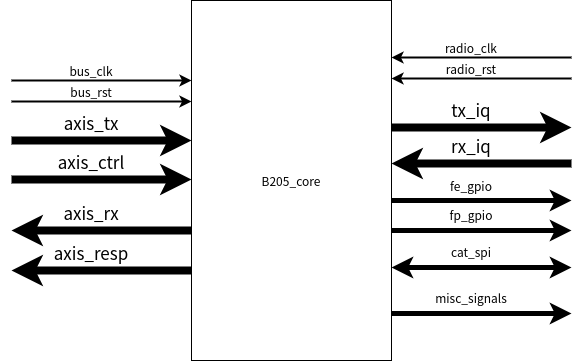 bus_clk
bus_rst
axis_tx
axis_ctrl
axis_rx
axis_resp
B205_core
radio_clk
radio_rst
tx_iq
rx_iq
fe_gpio
fp_gpio
cat_spi
misc_signals